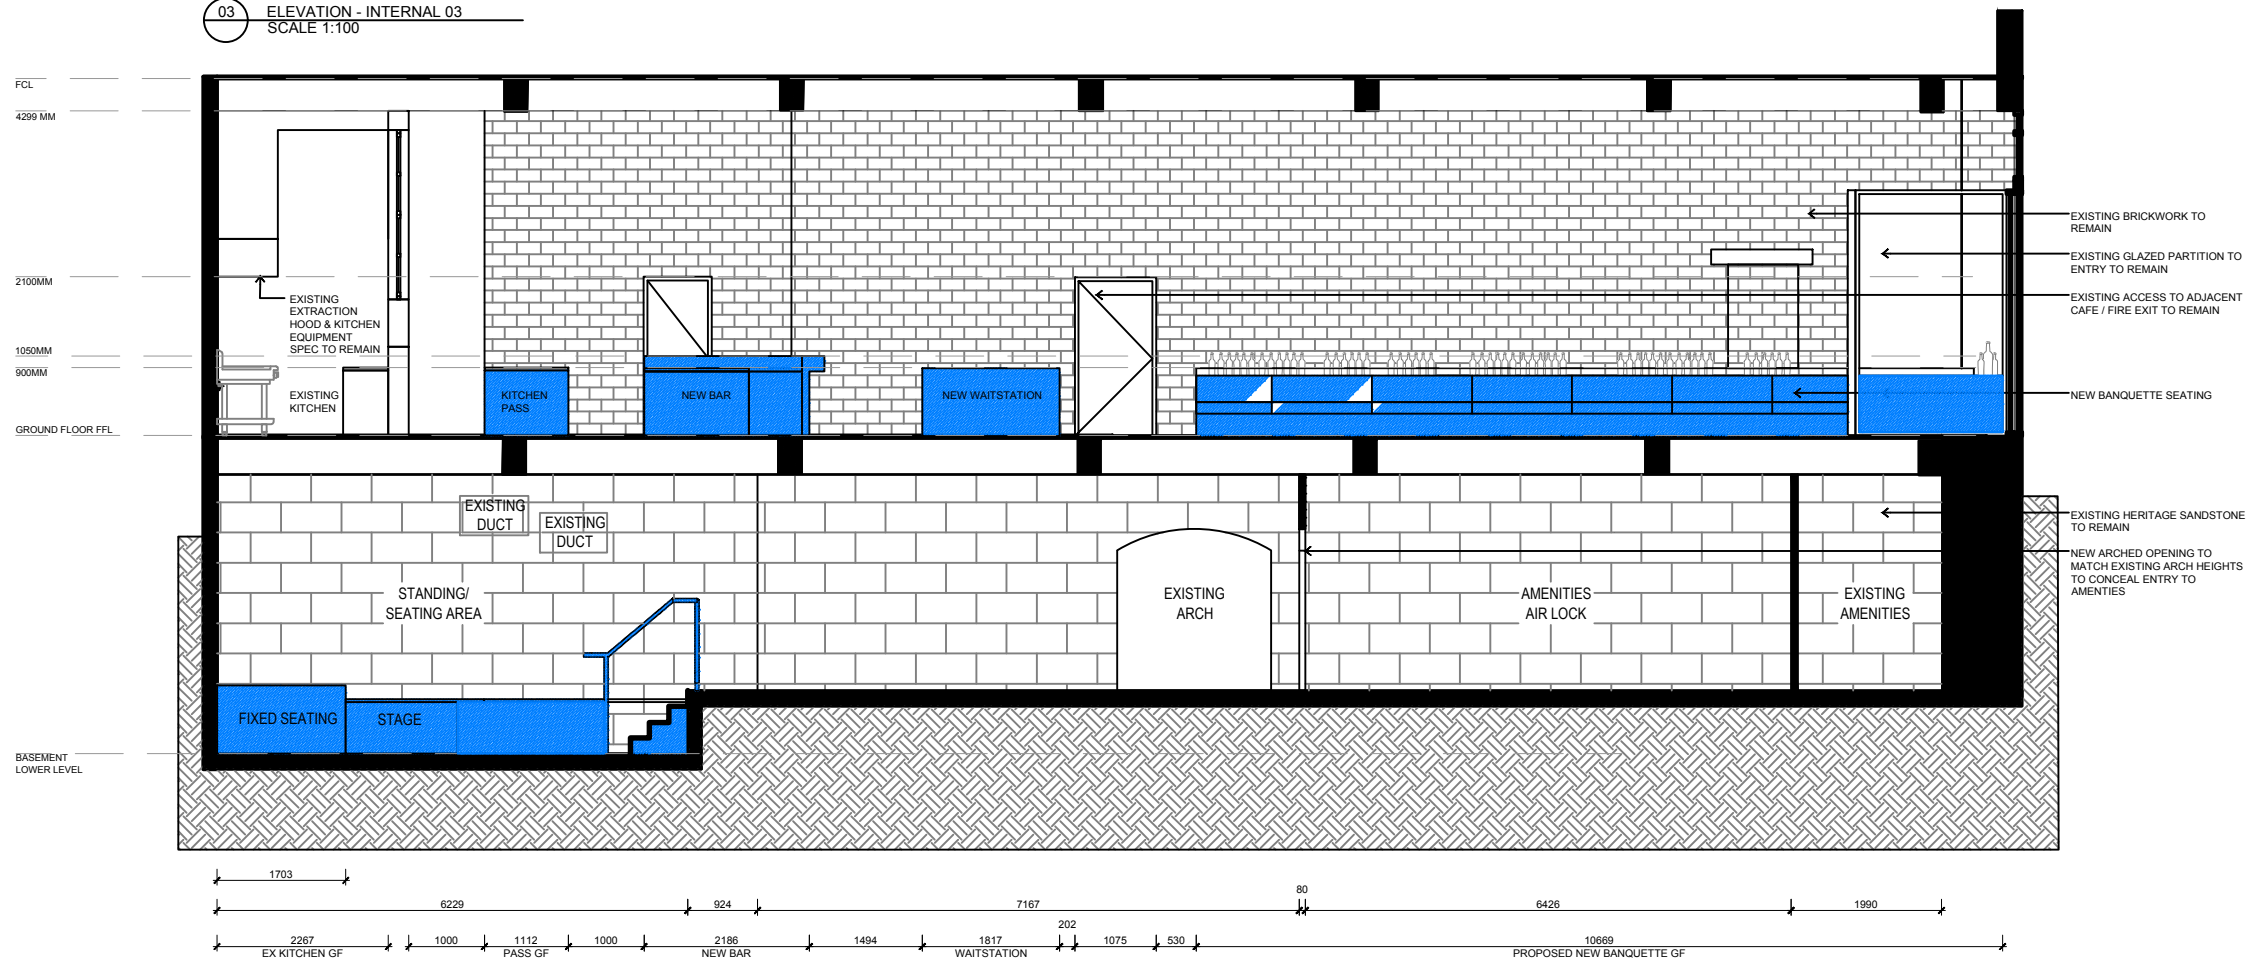 03
ELEVATION - INTERNAL 03
SCALE 1:100
FCL
4299 MM
2100MM
1050MM
900MM
GROUND FLOOR FFL
BASEMENT
LOWER LEVEL
EXISTING
EXTRACTION
HOOD & KITCHEN
EQUIPMENT
SPEC TO REMAIN
EXISTING
KITCHEN
KITCHEN
PASS
NEW BAR
NEW WAITSTATION
EXISTING BRICKWORK TO
REMAIN
EXISTING GLAZED PARTITION TO
ENTRY TO REMAIN
EXISTING ACCESS TO ADJACENT
CAFE / FIRE EXIT TO REMAIN
NEW BANQUETTE SEATING
EXISTING HERITAGE SANDSTONE
TO REMAIN
NEW ARCHED OPENING TO
MATCH EXISTING ARCH HEIGHTS
TO CONCEAL ENTRY TO
AMENTIES
EXISTING
DUCT
EXISTING
DUCT
STANDING/
SEATING AREA
EXISTING
ARCH
AMENITIES
AIR LOCK
EXISTING
AMENITIES
FIXED SEATING
STAGE
1703
6229
924
7167
80
6426
1990
2267
EX KITCHEN GF
1000
1112
PASS GF
1000
2186
NEW BAR
1494
1817
WAITSTATION
202
1075
530
10669
PROPOSED NEW BANQUETTE GF